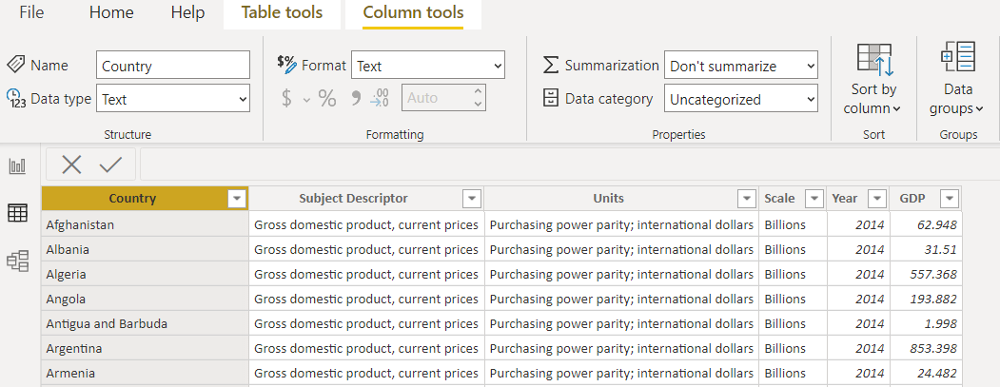 File Home Help Table tools Column tools
Name Country $% Format Text Summarization Don't summarize
123 Data type Text $ % .00 Auto Data category Uncategorized Sort by column Data groups
Structure Formatting Properties Sort Groups
Country Subject Descriptor Units Scale Year GDP
Afghanistan Gross domestic product, current prices Purchasing power parity; international dollars Billions 2014 62.948
Albania Gross domestic product, current prices Purchasing power parity; international dollars Billions 2014 31.51
Algeria Gross domestic product, current prices Purchasing power parity; international dollars Billions 2014 557.368
Angola Gross domestic product, current prices Purchasing power parity; international dollars Billions 2014 193.882
Antigua and Barbuda Gross domestic product, current prices Purchasing power parity; international dollars Billions 2014 1.998
Argentina Gross domestic product, current prices Purchasing power parity; international dollars Billions 2014 853.398
Armenia Gross domestic product, current prices Purchasing power parity; international dollars Billions 2014 24.482